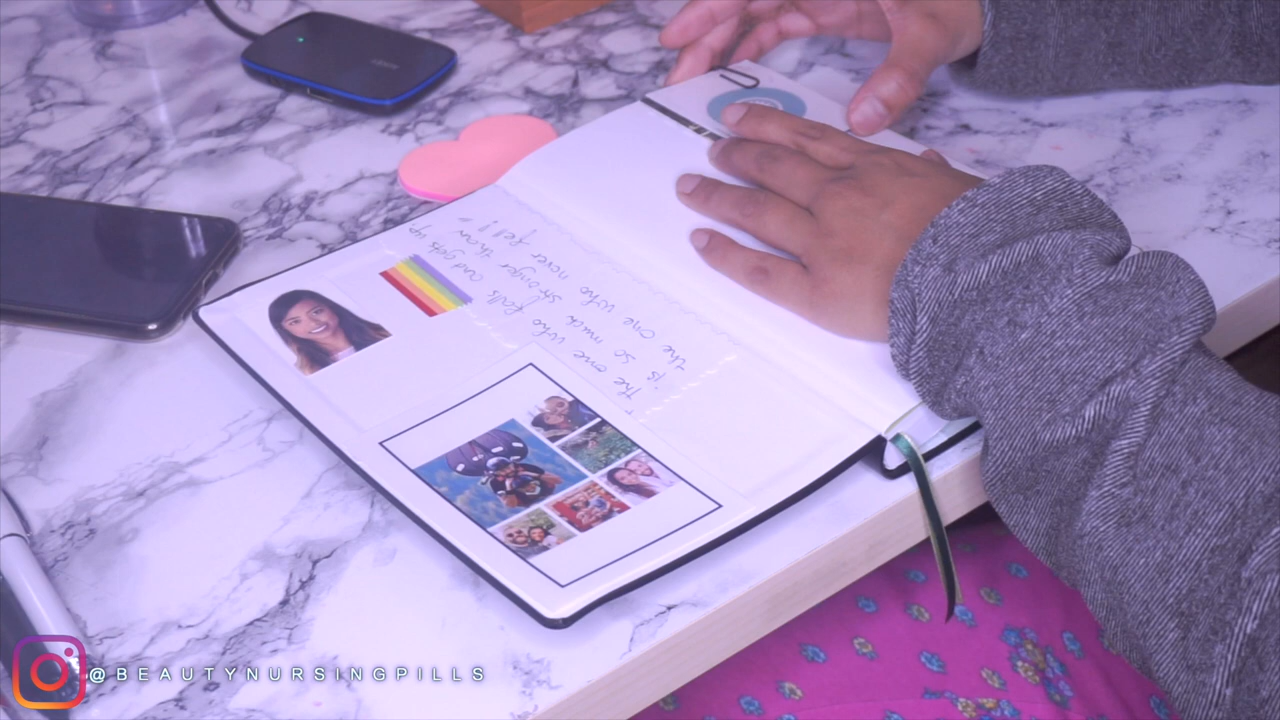 The one who falls and gets up,
is so much stronger than
the one who never fell!
@BEAUTYNURSINGPILLS